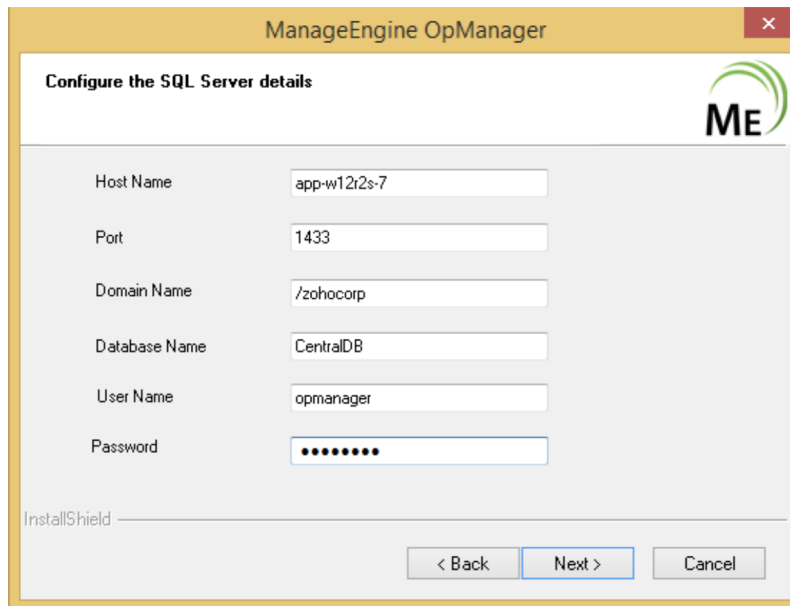 ManageEngine OpManager
Configure the SQL Server details
ME
Host Name app-w12r2s-7
Port 1433
Domain Name /zohocorp
Database Name CentralDB
User Name opmanager
Password ••••••••
InstallShield
< Back Next > Cancel